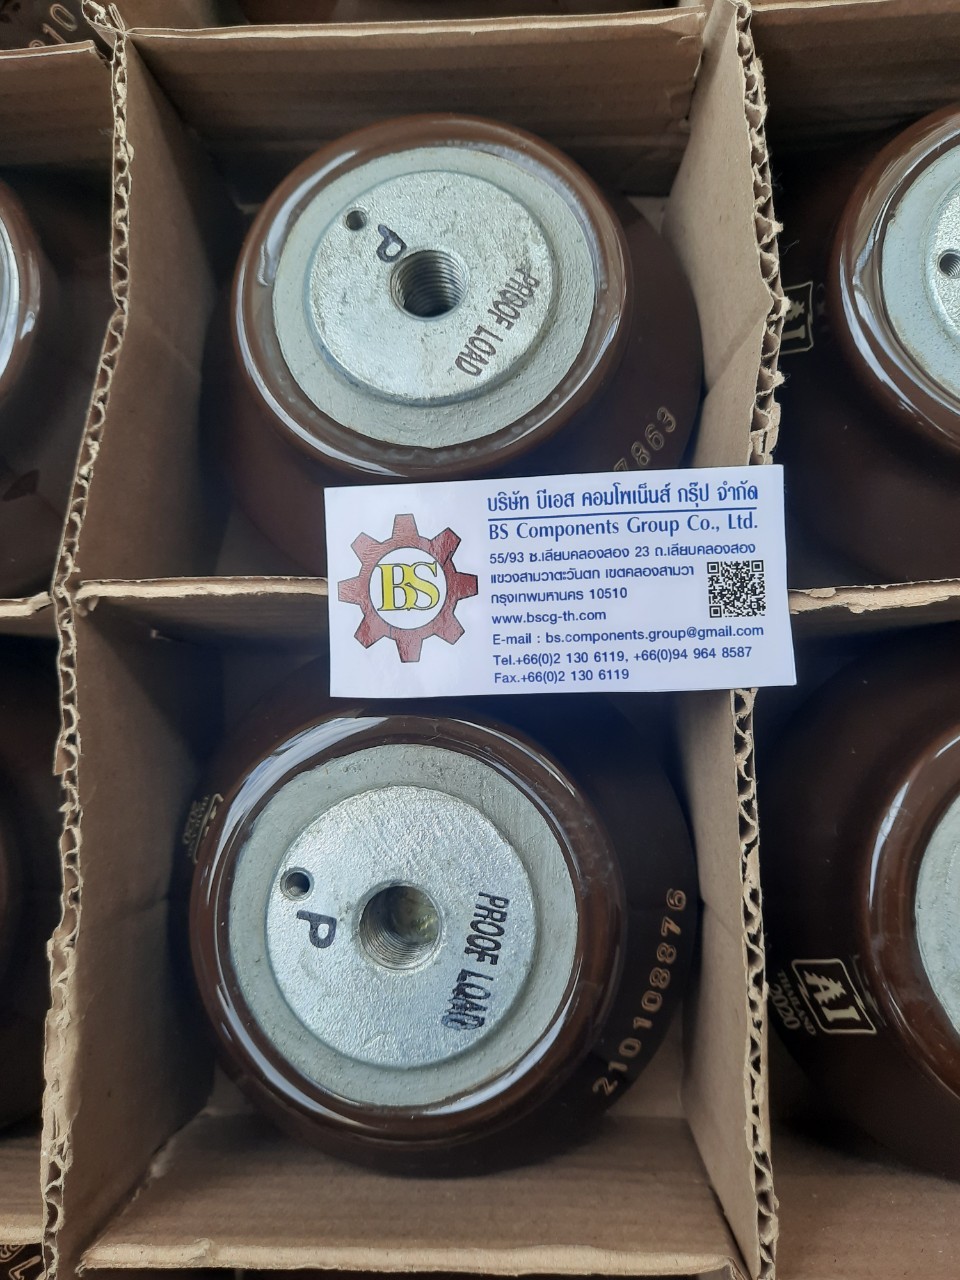 P
PROOF LOAD
7863
AI
บริษัท บีเอส คอมโพเน็นส์ กรุ๊ป จำกัด
BS Components Group Co., Ltd.
55/93 ซ.เลียบคลองสอง 23 ถ.เลียบคลองสอง
แขวงสามวาตะวันตก เขตคลองสามวา
กรุงเทพมหานคร 10510
www.bscg-th.com
E-mail : bs.components.group@gmail.com
Tel.+66(0)2 130 6119, +66(0)94 964 8587
Fax.+66(0)2 130 6119
BS
P
PROOF LOAD
210108876
AI
THAILAND
2020